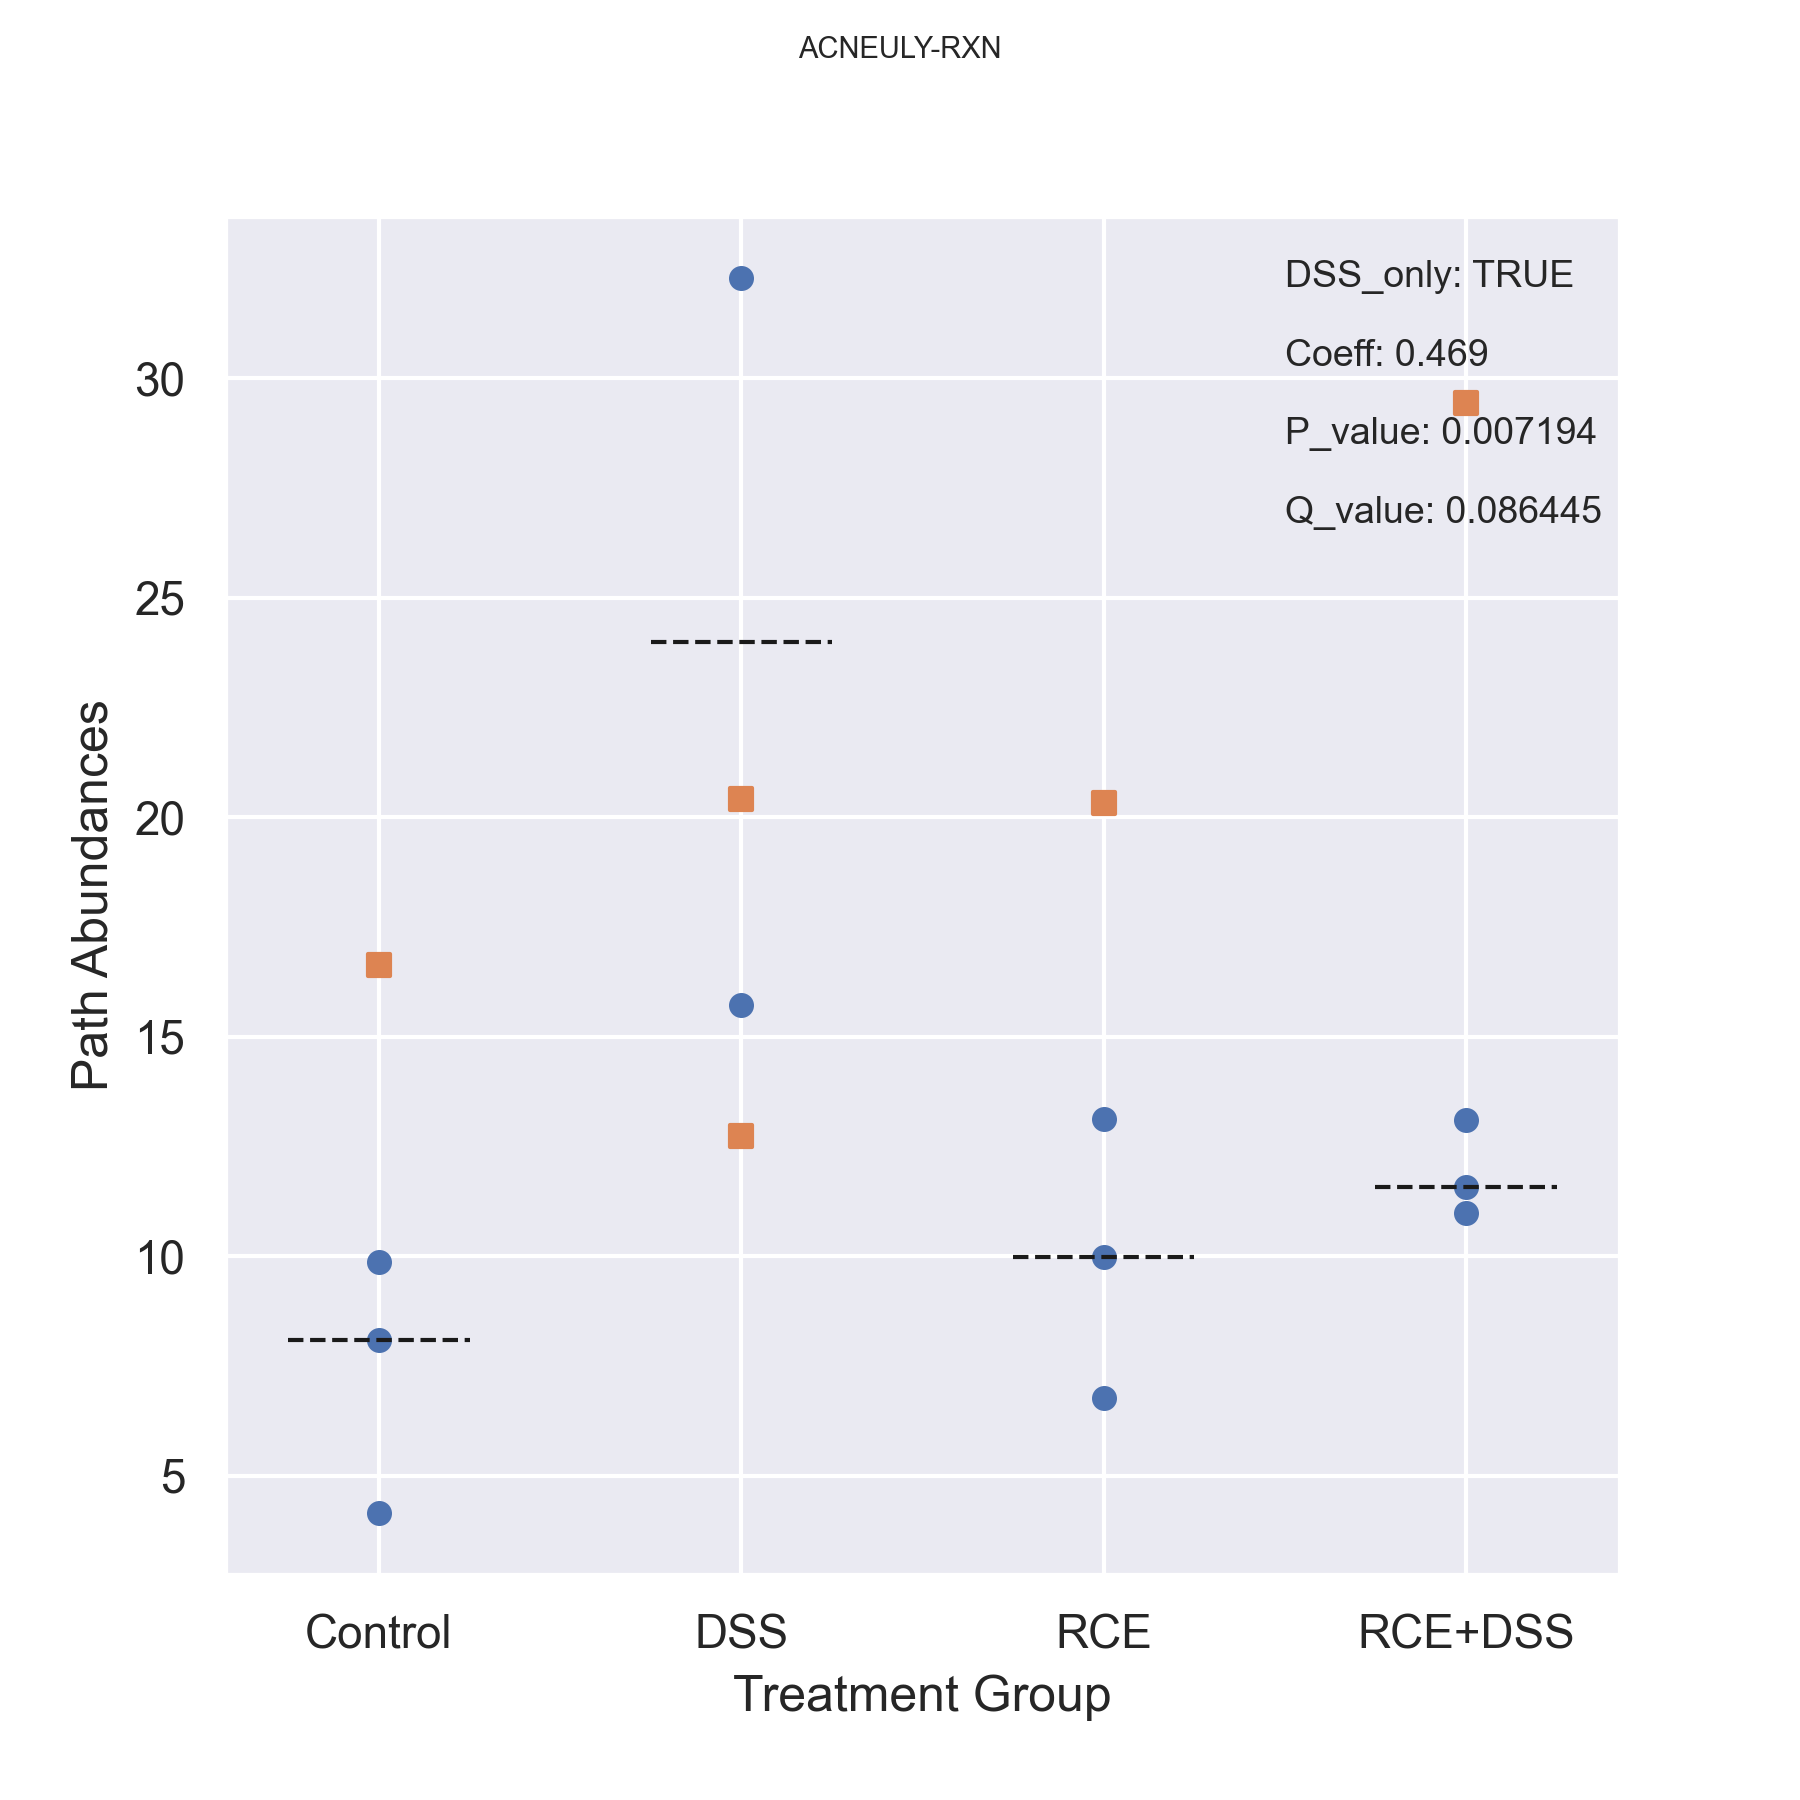 ACNEULY-RXN
DSS_only: TRUE
Coeff: 0.469
P_value: 0.007194
Q_value: 0.086445
30
25
20
15
10
5
Path Abundances
Control
DSS
RCE
RCE+DSS
Treatment Group